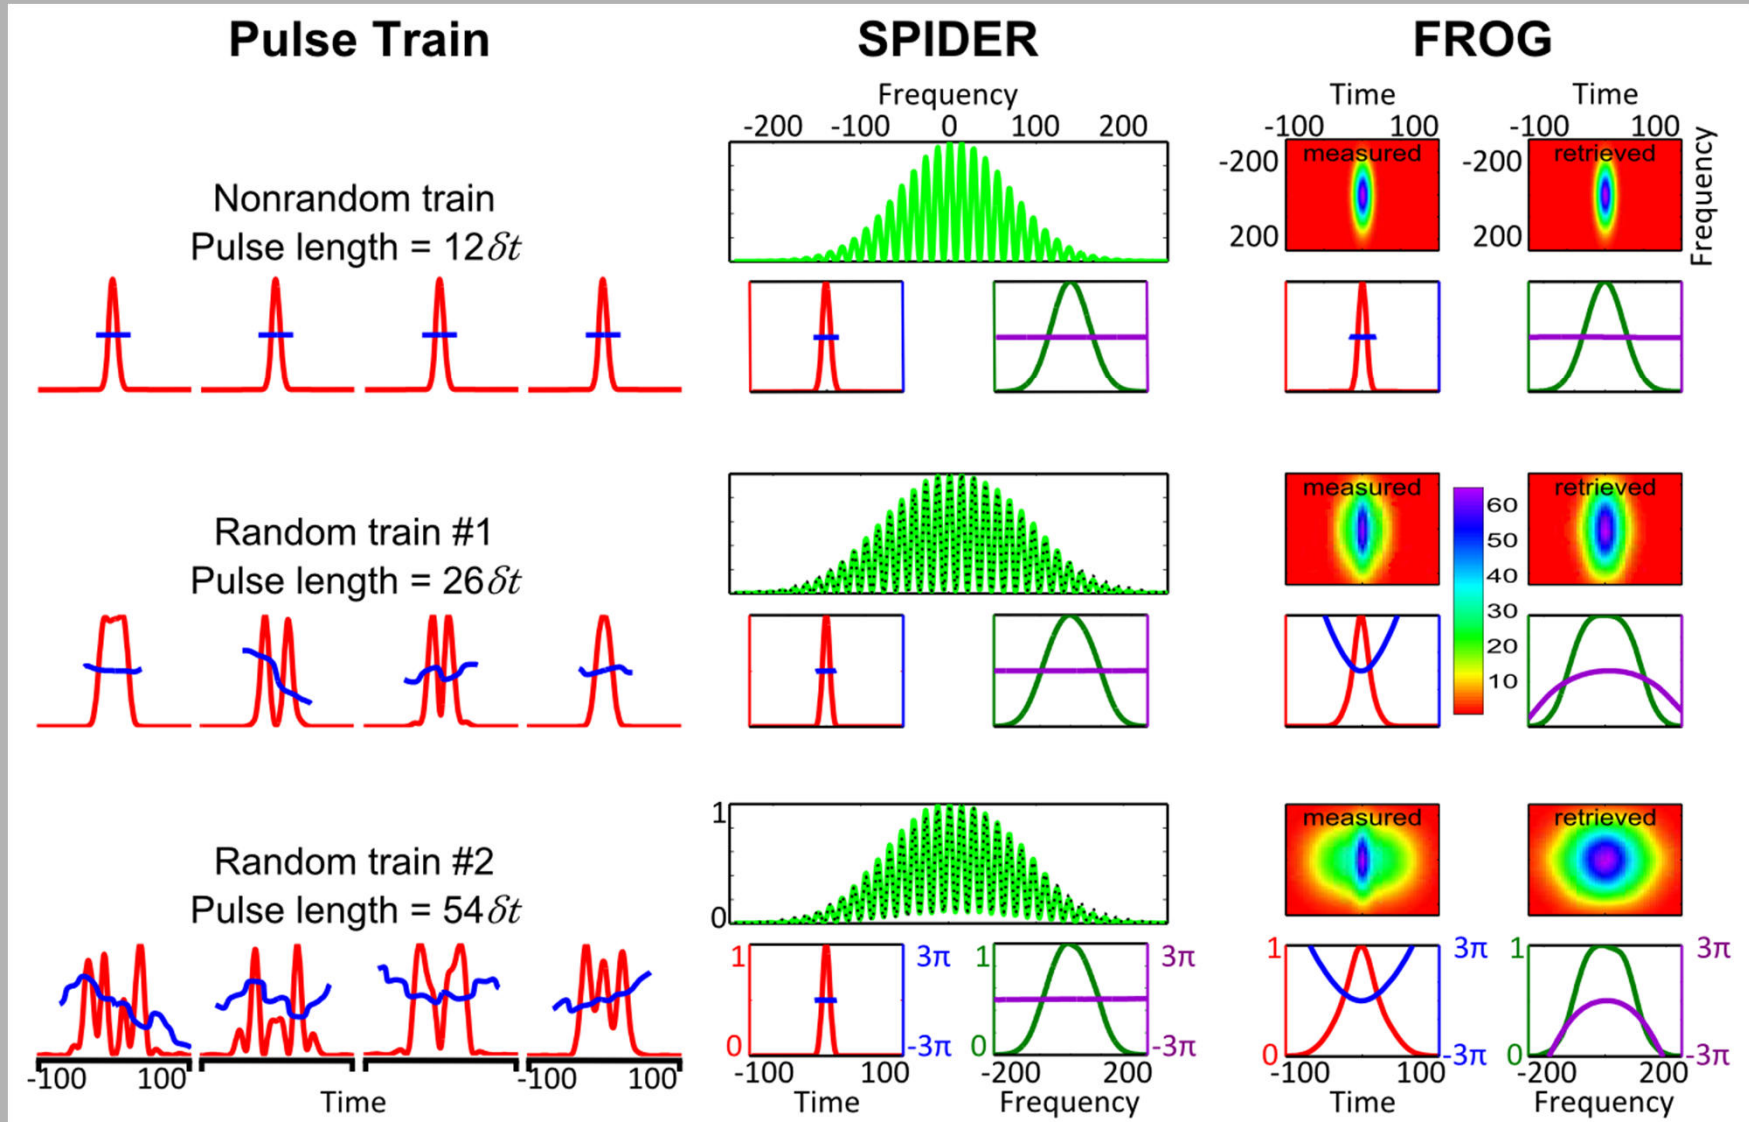 Pulse Train
SPIDER
FROG
Frequency
-200 -100 0 100 200
Time
-100 100
Time
-100 100
Nonrandom train
Pulse length = 12δt
measured
retrieved
-200
200
-200
200
Frequency
Random train #1
Pulse length = 26δt
measured
retrieved
60
50
40
30
20
10
Random train #2
Pulse length = 54δt
1
0
measured
retrieved
-100 100
-100 100
Time
1
0
3π
-3π
-100 100
Time
1
0
3π
-3π
-200 200
Frequency
1
0
3π
-3π
-100 100
Time
1
0
3π
-3π
-200 200
Frequency